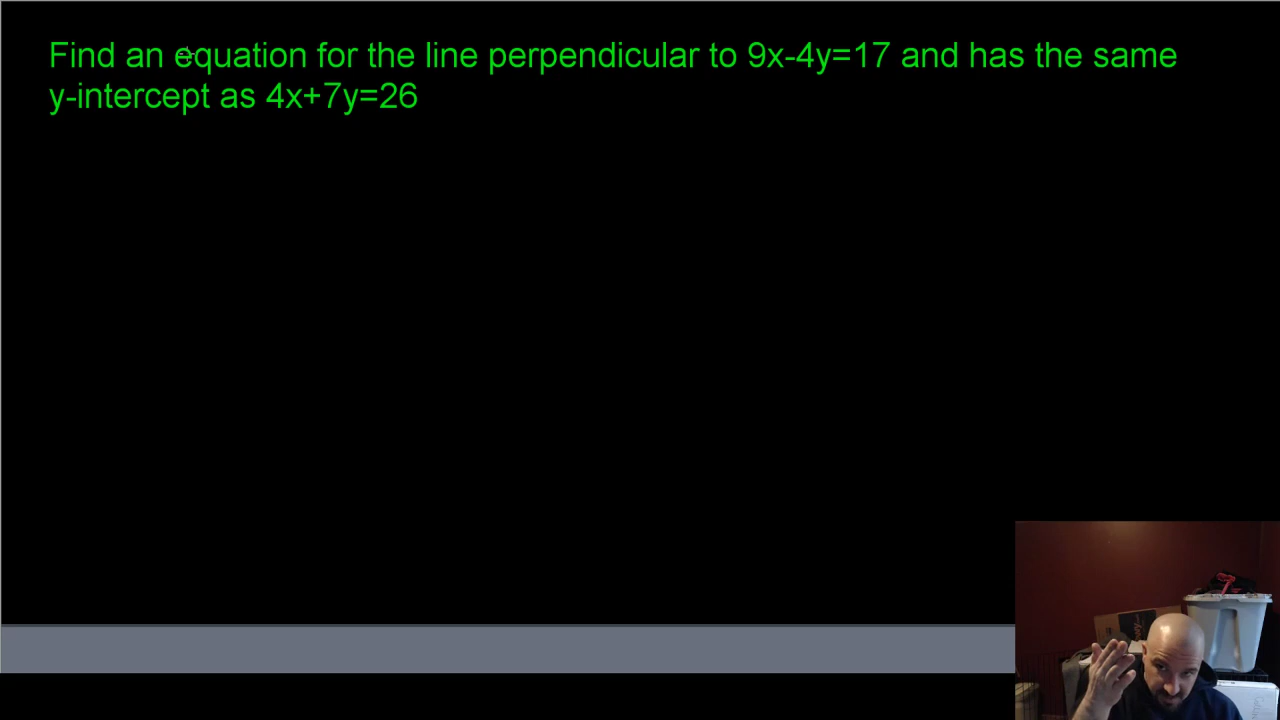 Find an equation for the line perpendicular to 9x-4y=17 and has the same
y-intercept as 4x+7y=26